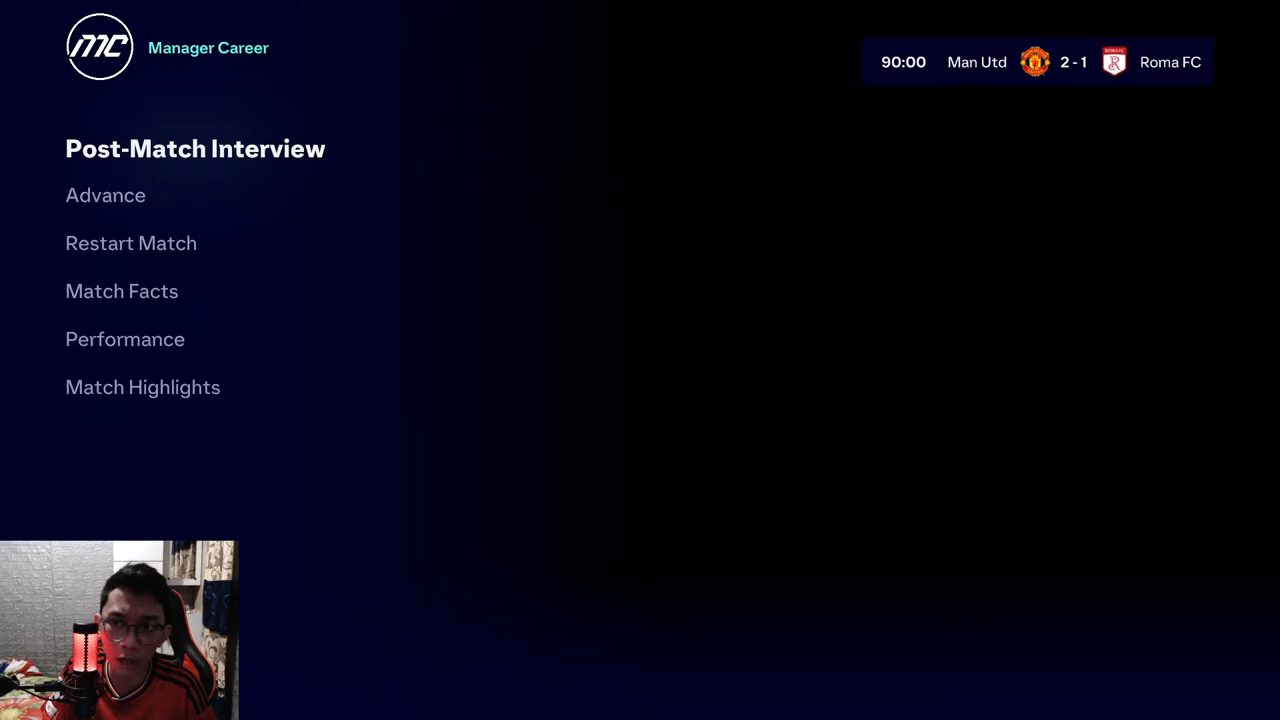 MC
Manager Career
90:00 Man Utd 2 - 1 Roma FC
Post-Match Interview
Advance
Restart Match
Match Facts
Performance
Match Highlights